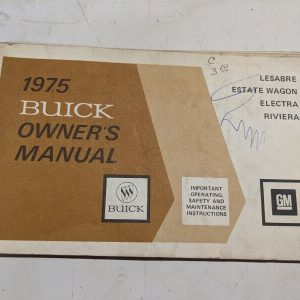 1975
BUICK
OWNER'S
MANUAL
BUICK
IMPORTANT
OPERATING,
SAFETY AND
MAINTENANCE
INSTRUCTIONS
LESABRE
ESTATE WAGON
ELECTRA
RIVIERA
GM